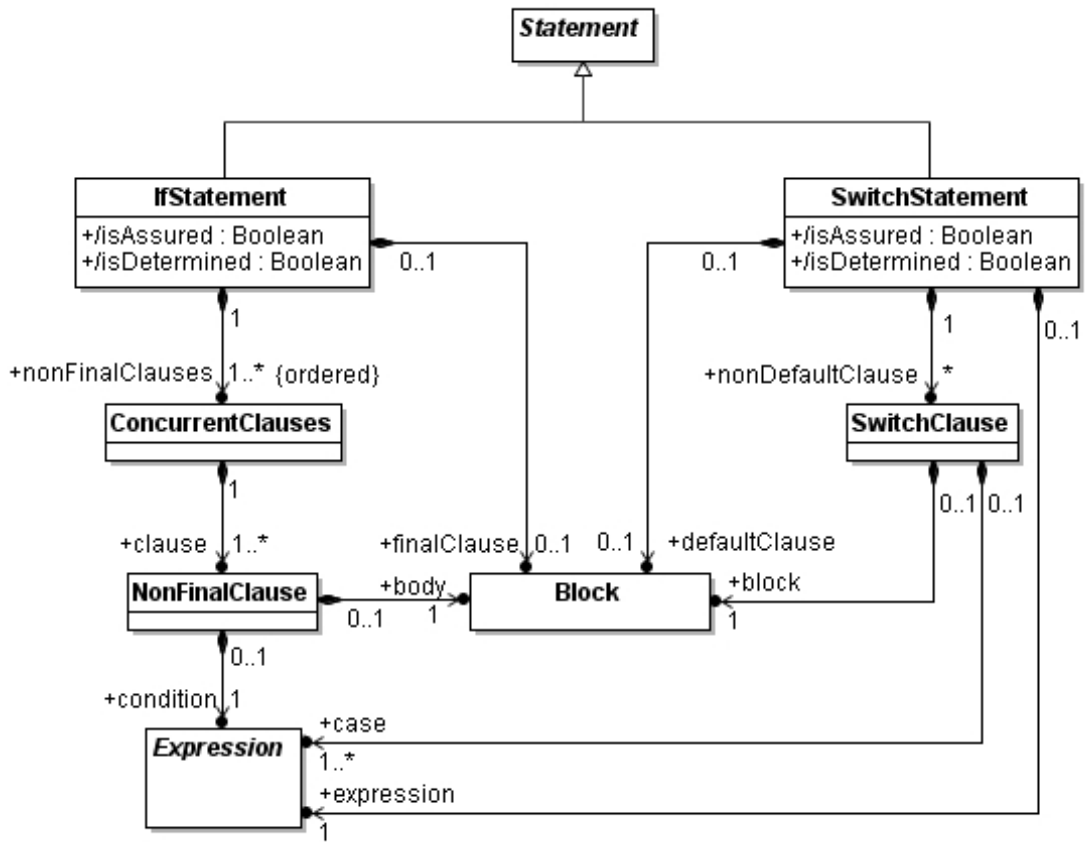 Statement
IfStatement
+/isAssured : Boolean
+/isDetermined : Boolean
0..1
1
+nonFinalClauses
1..*
{ordered}
ConcurrentClauses
1
+clause
1..*
NonFinalClause
0..1
+body
1
0..1
+condition
1
Expression
+finalClause
0..1
Block
SwitchStatement
+/isAssured : Boolean
+/isDetermined : Boolean
0..1
1
0..1
+nonDefaultClause
*
SwitchClause
0..1
0..1
0..1
+defaultClause
+block
1
+case
1..*
+expression
1